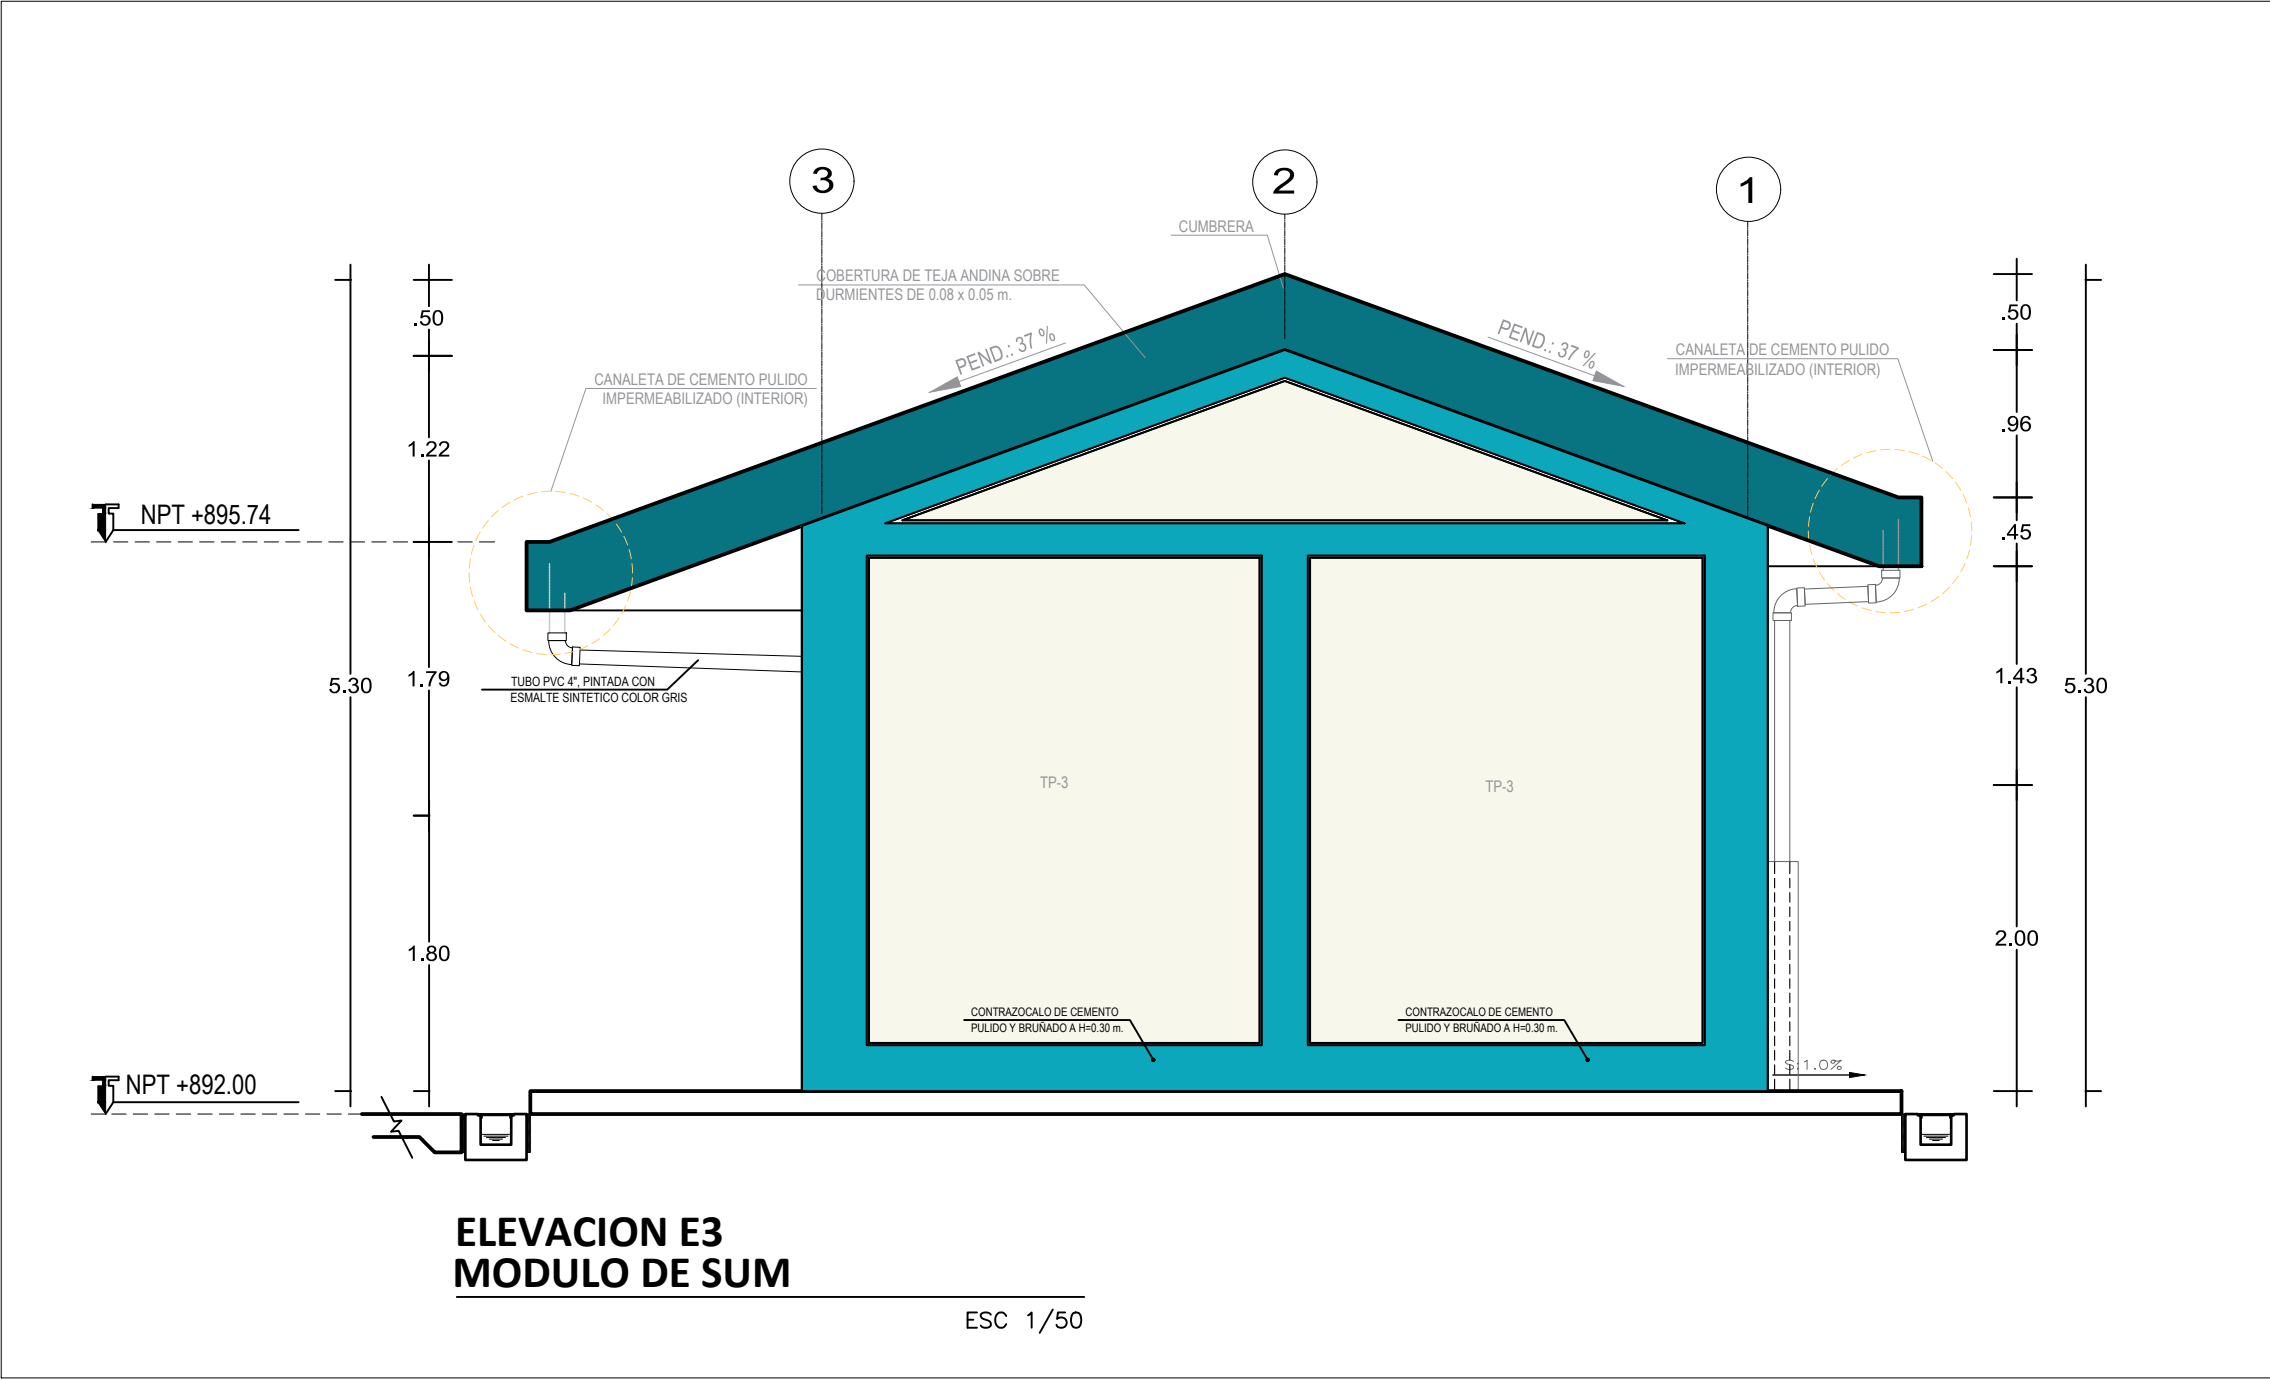 3
2
1
CUMBRERA
COBERTURA DE TEJA ANDINA SOBRE
DURMIENTES DE 0.08 x 0.05 m.
PEND.: 37 %
PEND.: 37 %
CANALETA DE CEMENTO PULIDO
IMPERMEABILIZADO (INTERIOR)
CANALETA DE CEMENTO PULIDO
IMPERMEABILIZADO (INTERIOR)
.50
1.22
1.79
1.80
5.30
.50
.96
.45
1.43
2.00
5.30
NPT +895.74
TUBO PVC 4", PINTADA CON
ESMALTE SINTETICO COLOR GRIS
TP-3
TP-3
CONTRAZOCALO DE CEMENTO
PULIDO Y BRUÑADO A H=0.30 m.
CONTRAZOCALO DE CEMENTO
PULIDO Y BRUÑADO A H=0.30 m.
S:1.0%
NPT +892.00
ELEVACION E3
MODULO DE SUM
ESC 1/50